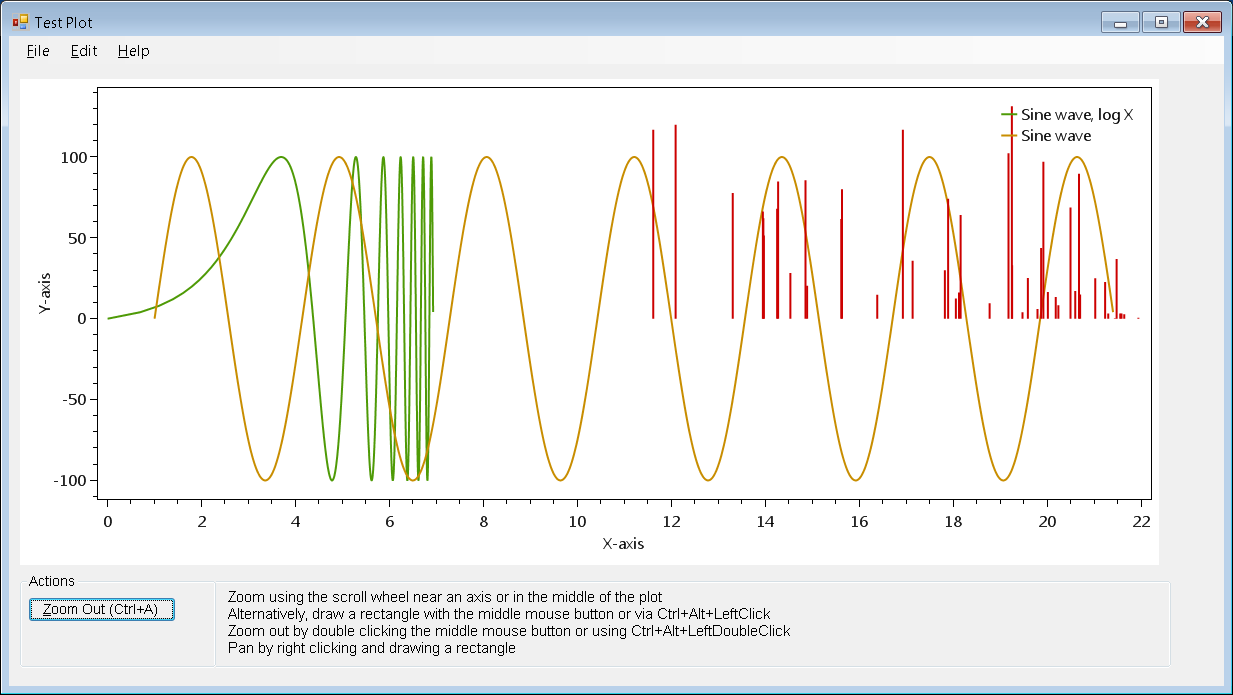 Test Plot
File Edit Help
Sine wave, log X
Sine wave
100
50
0
-50
-100
Y-axis
0 2 4 6 8 10 12 14 16 18 20 22
X-axis
Actions
Zoom Out (Ctrl+A)
Zoom using the scroll wheel near an axis or in the middle of the plot
Alternatively, draw a rectangle with the middle mouse button or via Ctrl+Alt+LeftClick
Zoom out by double clicking the middle mouse button or using Ctrl+Alt+LeftDoubleClick
Pan by right clicking and drawing a rectangle